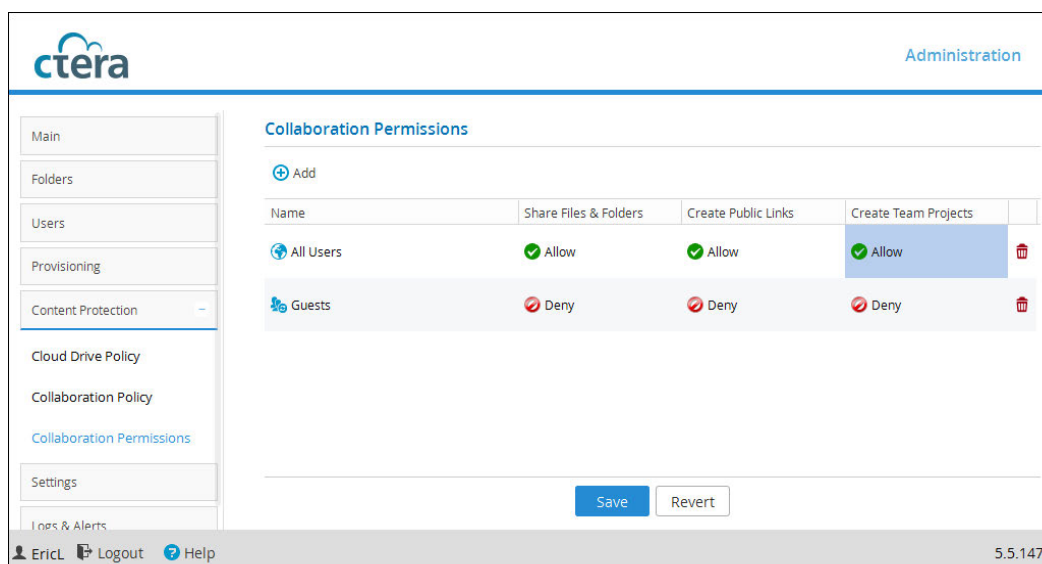 ctera
Administration
Main
Folders
Users
Provisioning
Content Protection
Cloud Drive Policy
Collaboration Policy
Collaboration Permissions
Settings
Logs & Alerts
Collaboration Permissions
Add
Name Share Files & Folders Create Public Links Create Team Projects
All Users Allow Allow Allow
Guests Deny Deny Deny
Save Revert
EricL Logout ? Help 5.5.147